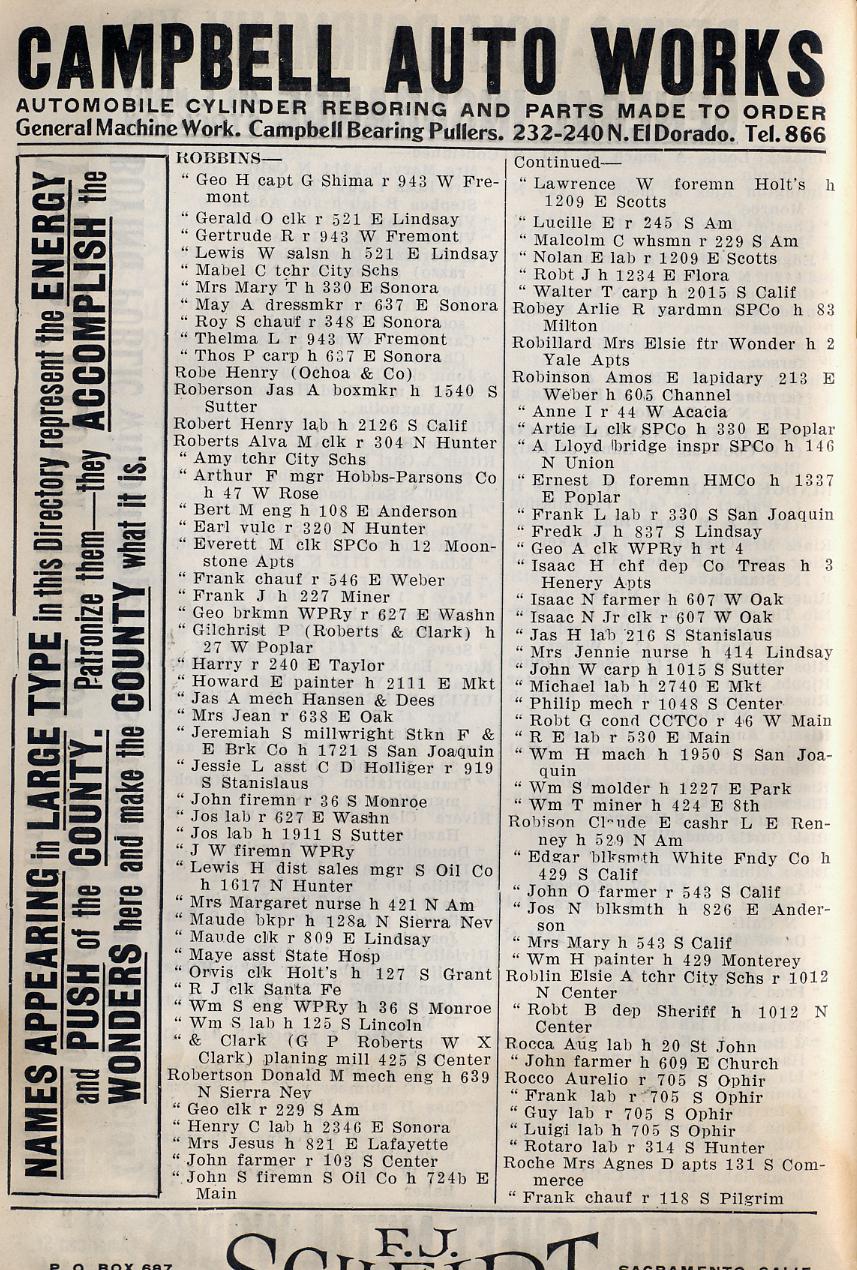 CAMPBELL AUTO WORKS
AUTOMOBILE CYLINDER REBORING AND PARTS MADE TO ORDER
General Machine Work. Campbell Bearing Pullers. 232-240 N. El Dorado. Tel. 866
NAMES APPEARING in LARGE TYPE in this Directory represent the ENERGY
and PUSH of the COUNTY. Patronize them—they ACCOMPLISH the
WONDERS here and make the COUNTY what it is.
ROBBINS—
“ Geo H capt G Shima r 943 W Fre-
mont
“ Gerald O clk r 521 E Lindsay
“ Gertrude R r 943 W Fremont
“ Lewis W salsn h 521 E Lindsay
“ Mabel C tchr City Schs
“ Mrs Mary T h 330 E Sonora
“ May A dressmkr r 637 E Sonora
“ Roy S chauf r 348 E Sonora
“ Thelma L r 943 W Fremont
“ Thos P carp h 637 E Sonora
Robe Henry (Ochoa & Co)
Roberson Jas A boxmkr h 1540 S
Sutter
Robert Henry lab h 2126 S Calif
Roberts Alva M clk r 304 N Hunter
“ Amy tchr City Schs
“ Arthur F mgr Hobbs-Parsons Co
h 47 W Rose
“ Bert M eng h 108 E Anderson
“ Earl vulc r 320 N Hunter
“ Everett M clk SPCo h 12 Moon-
stone Apts
“ Frank chauf r 546 E Weber
“ Frank J h 227 Miner
“ Geo brkmn WPRy r 627 E Washn
“ Gilchrist P (Roberts & Clark) h
27 W Poplar
“ Harry r 240 E Taylor
“ Howard E painter h 2111 E Mkt
“ Jas A mech Hansen & Dees
“ Mrs Jean r 638 E Oak
“ Jeremiah S millwright Stkn F &
E Brk Co h 1721 S San Joaquin
“ Jessie L asst C D Holliger r 919
S Stanislaus
“ John firemn r 36 S Monroe
“ Jos lab r 627 E Washn
“ Jos lab h 1911 S Sutter
“ J W firemn WPRy
“ Lewis H dist sales mgr S Oil Co
h 1617 N Hunter
“ Mrs Margaret nurse h 421 N Am
“ Maude bkpr h 128a N Sierra Nev
“ Maude clk r 809 E Lindsay
“ Maye asst State Hosp
“ Orvis clk Holt's h 127 S Grant
“ R J clk Santa Fe
“ Wm S eng WPRy h 36 S Monroe
“ Wm S lab h 125 S Lincoln
“ & Clark (G P Roberts W X
Clark) planing mill 425 S Center
Robertson Donald M mech eng h 639
N Sierra Nev
“ Geo clk r 229 S Am
“ Henry C lab h 2346 E Sonora
“ Mrs Jesus h 821 E Lafayette
“ John farmer r 103 S Center
“ John S firemn S Oil Co h 724b E
Main
Continued—
“ Lawrence W foremn Holt's h
1209 E Scotts
“ Lucille E r 245 S Am
“ Malcolm C whsmn r 229 S Am
“ Nolan E lab r 1209 E Scotts
“ Robt J h 1234 E Flora
“ Walter T carp h 2015 S Calif
Robey Arlie R yardmn SPCo h 83
Milton
Robillard Mrs Elsie ftr Wonder h 2
Yale Apts
Robinson Amos E lapidary 213 E
Weber h 605 Channel
“ Anne I r 44 W Acacia
“ Artie L clk SPCo h 330 E Poplar
“ A Lloyd bridge inspr SPCo h 146
N Union
“ Ernest D foremn HMCo h 1337
E Poplar
“ Frank L lab r 330 S San Joaquin
“ Fredk J h 837 S Lindsay
“ Geo A clk WPRy h rt 4
“ Isaac H chf dep Co Treas h 3
Henery Apts
“ Isaac N farmer h 607 W Oak
“ Isaac N Jr clk r 607 W Oak
“ Jas H lab 216 S Stanislaus
“ Mrs Jennie nurse h 414 Lindsay
“ John W carp h 1015 S Sutter
“ Michael lab h 2740 E Mkt
“ Philip mech r 1048 S Center
“ Robt G cond CCTCo r 46 W Main
“ R E lab r 530 E Main
“ Wm H mach h 1950 S San Joa-
quin
“ Wm S molder h 1227 E Park
“ Wm T miner h 424 E 8th
Robison Claude E cashr L E Ren-
ney h 529 N Am
“ Edgar blksmth White Fndy Co h
429 S Calif
“ John O farmer r 543 S Calif
“ Jos N blksmth h 826 E Ander-
son
“ Mrs Mary h 543 S Calif
“ Wm H painter h 429 Monterey
Roblin Elsie A tchr City Schs r 1012
N Center
“ Robt B dep Sheriff h 1012 N
Center
Rocca Aug lab h 20 St John
“ John farmer h 609 E Church
Rocco Aurelio r 705 S Ophir
“ Frank lab r 705 S Ophir
“ Guy lab r 705 S Ophir
“ Luigi lab h 705 S Ophir
“ Rotaro lab r 314 S Hunter
Roche Mrs Agnes D apts 131 S Com-
merce
“ Frank chauf r 118 S Pilgrim
F. J.
SCHEIDT
P. O. BOX 687
SACRAMENTO, CALIF.